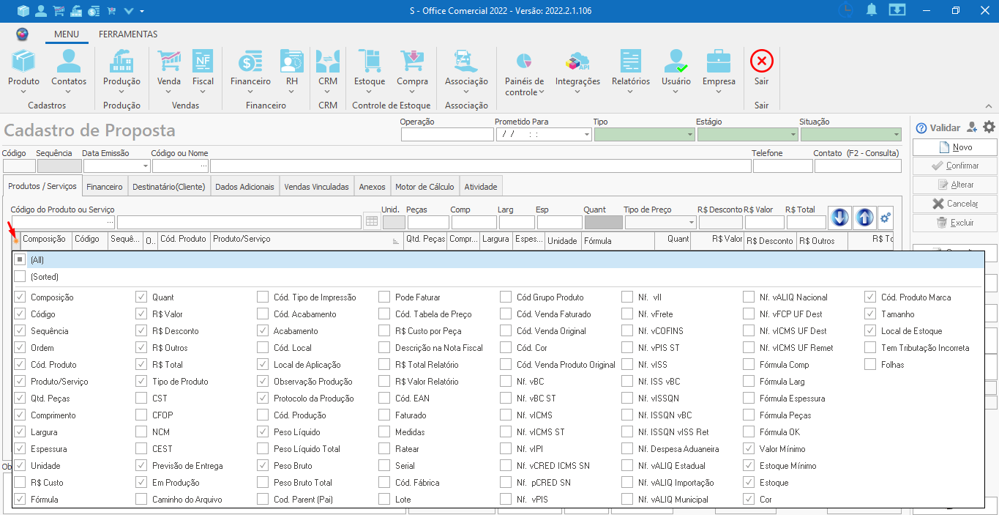 S - Office Comercial 2022 - Versão: 2022.2.1.106
MENU FERRAMENTAS
Produto Contatos Produção Venda Fiscal Financeiro RH CRM Estoque Compra Associação Painéis de controle Integrações Relatórios Usuário Empresa Sair
Cadastros Produção Vendas Financeiro CRM Controle de Estoque Associação Sair
Cadastro de Proposta
Operação Prometido Para Tipo Estágio Situação
/ / : :
Validar
Novo
Código Sequência Data Emissão Código ou Nome Telefone Contato (F2 - Consulta)
Confirmar
Produtos / Serviços Financeiro Destinatário(Cliente) Dados Adicionais Vendas Vinculadas Anexos Motor de Cálculo Atividade
Alterar
Cancelar
Código do Produto ou Serviço Unid. Peças Comp Larg Esp Quant Tipo de Preço R$ Desconto R$ Valor R$ Total
Excluir
Composição Código Sequê... O... Cód. Produto Produto/Serviço Qtd. Peças Compr... Largura Espes... Unidade Fórmula Quant R$ Valor R$ Desconto R$ Outros R$ To
(All)
(Sorted)
Composição Quant Cód. Tipo de Impressão Pode Faturar Cód Grupo Produto Nf. vII Nf. vALIQ Nacional Cód. Produto Marca
Código R$ Valor Cód. Acabamento Cód. Tabela de Preço Cód. Venda Faturado Nf. vFrete Nf. vFCP UF Dest Tamanho
Sequência R$ Desconto Acabamento R$ Custo por Peça Cód. Venda Original Nf. vCOFINS Nf. vICMS UF Dest Local de Estoque
Ordem R$ Outros Cód. Local Descrição na Nota Fiscal Cód. Cor Nf. vPIS ST Nf. vICMS UF Remet Tem Tributação Incorreta
Cód. Produto R$ Total Local de Aplicação R$ Total Relatório Cód. Venda Produto Original Nf. vISS Fórmula Comp Folhas
Produto/Serviço Tipo de Produto Observação Produção R$ Valor Relatório Nf. vBC Nf. ISS vBC Fórmula Larg
Qtd. Peças CST Protocolo da Produção Cód. EAN Nf. vBC ST Nf. vISSQN Fórmula Espessura
Comprimento CFOP Cód. Produção Faturado Nf. vICMS Nf. ISSQN vBC Fórmula Peças
Largura NCM Peso Líquido Medidas Nf. vICMS ST Nf. ISSQN vISS Ret Fórmula OK
Espessura CEST Peso Líquido Total Ratear Nf. vIPI Nf. Despesa Aduaneira Valor Mínimo
Unidade Previsão de Entrega Peso Bruto Serial Nf. vCRED ICMS SN Nf. vALIQ Estadual Estoque Mínimo
Ob
R$ Custo Em Produção Peso Bruto Total Cód. Fábrica Nf. pCRED SN Nf. vALIQ Importação Estoque
Fórmula Caminho do Arquivo Cod. Parent (Pai) Lote Nf. vPIS Nf. vALIQ Municipal Cor